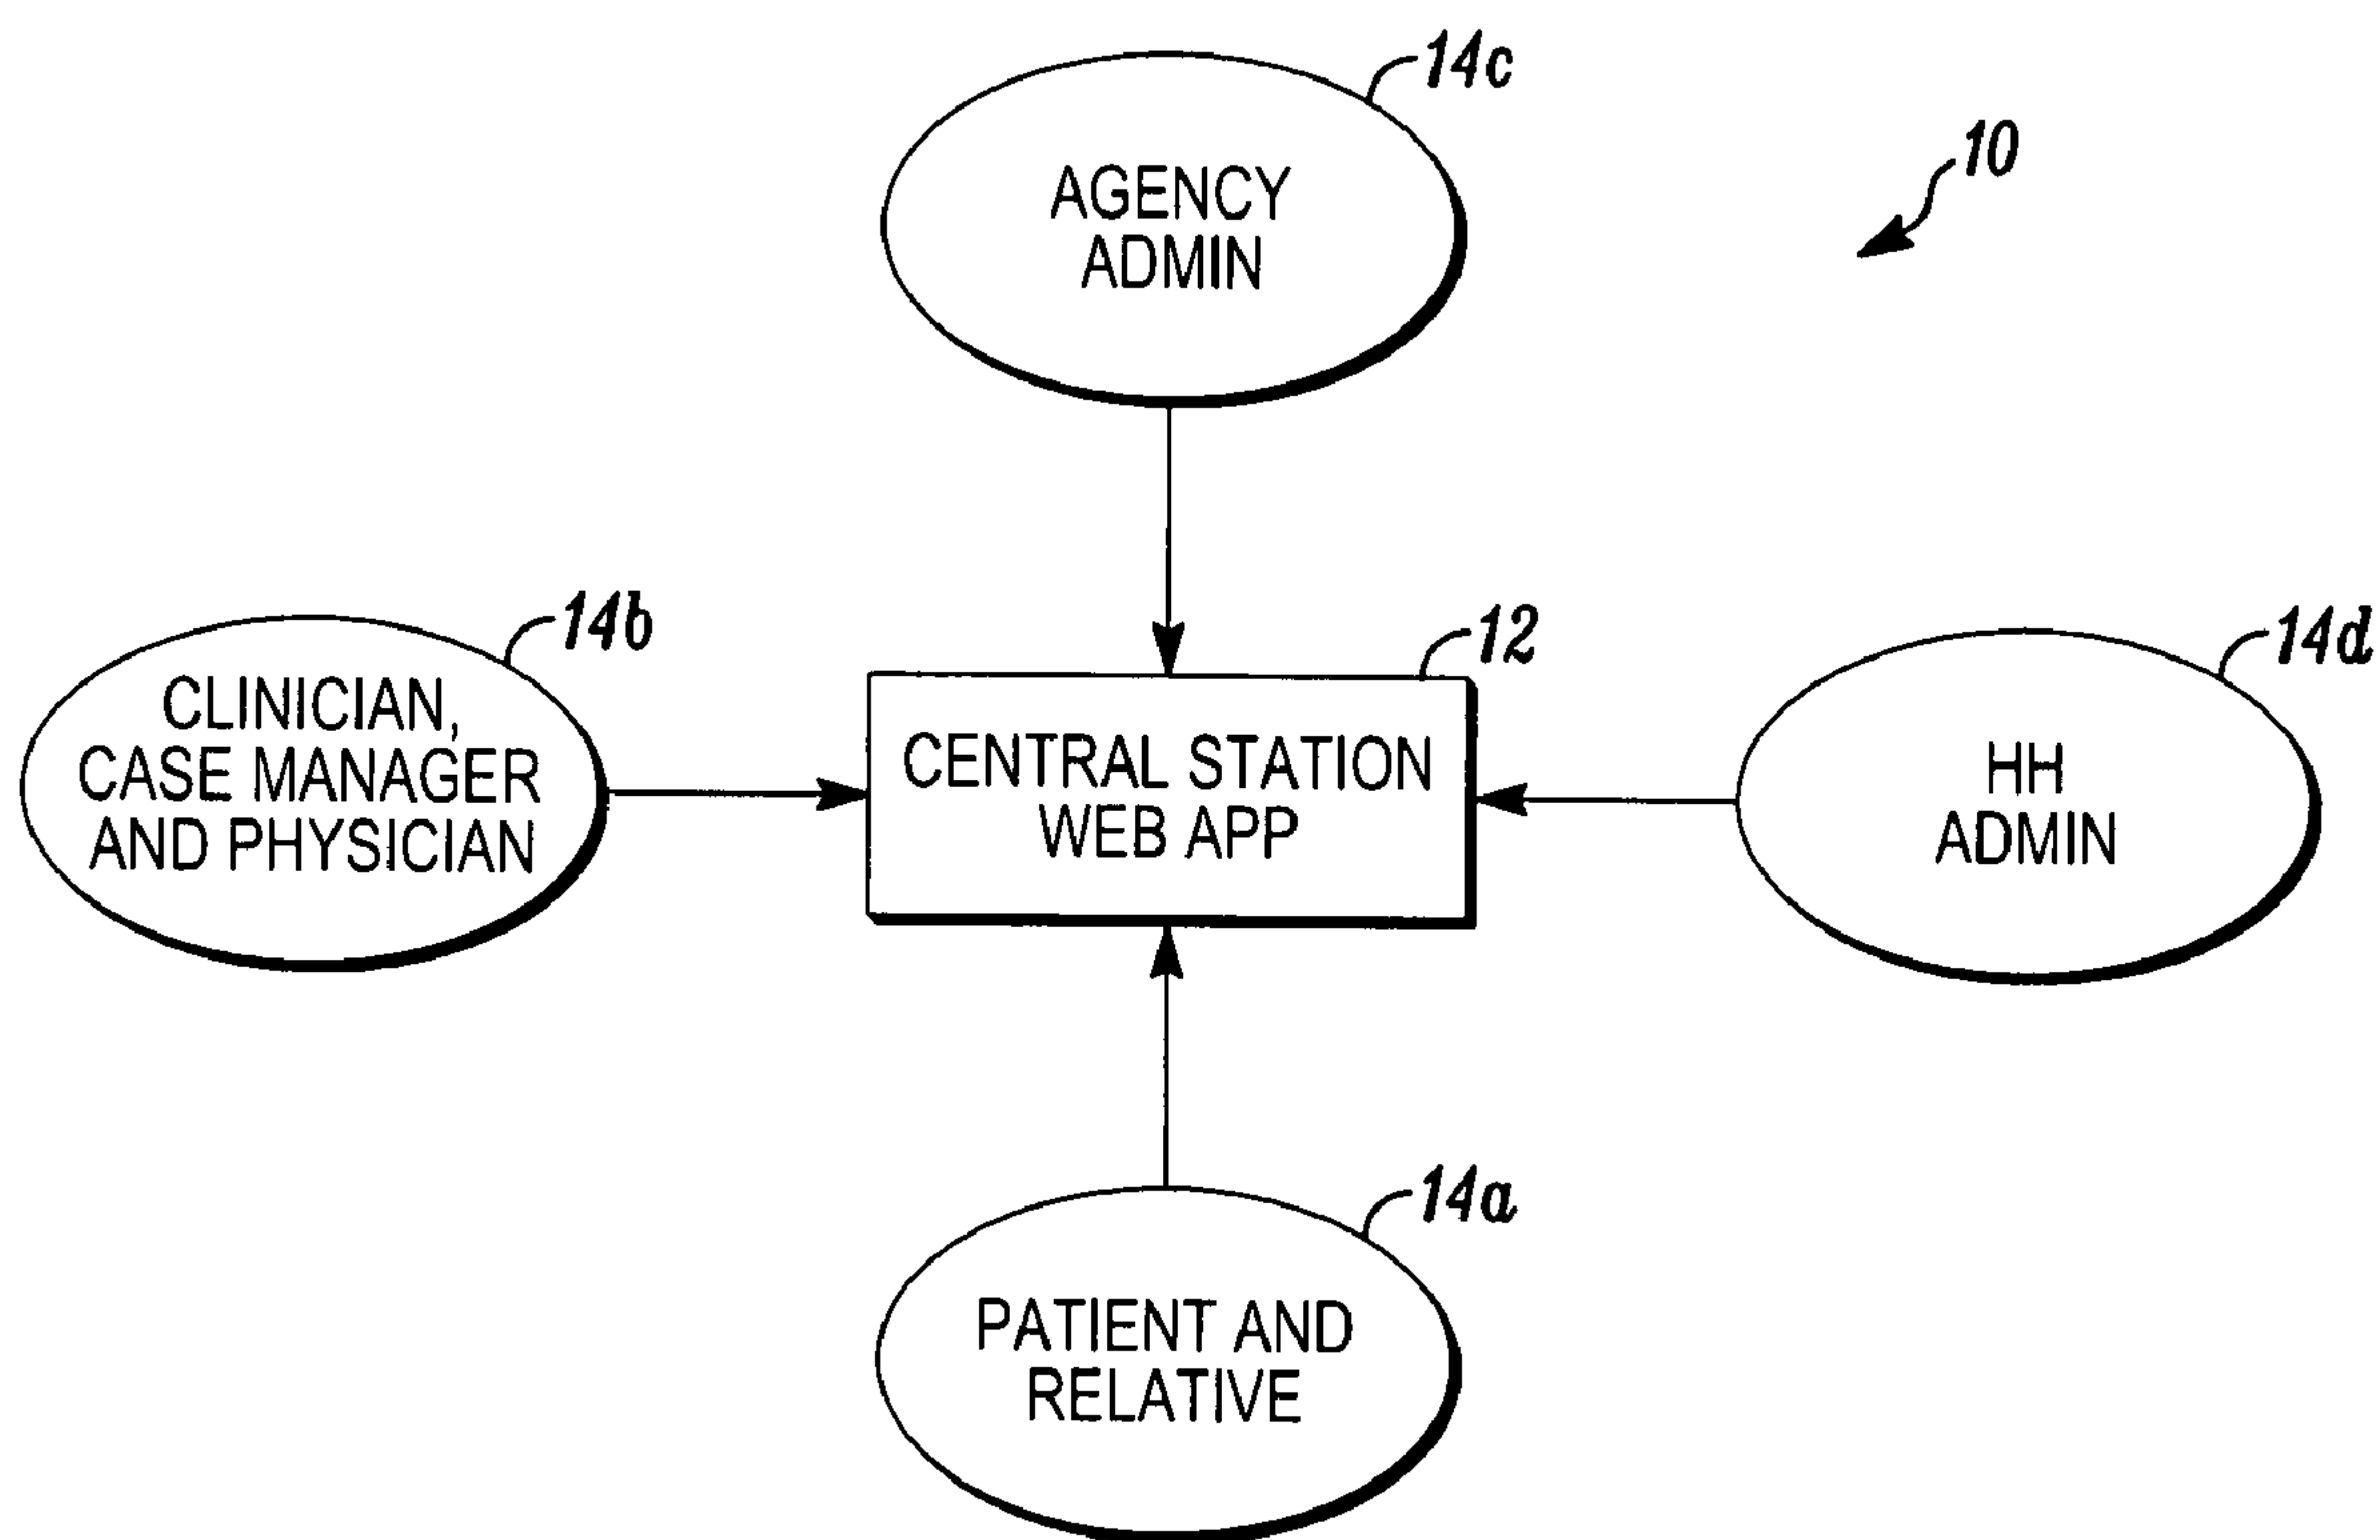 14c
AGENCY
ADMIN
10
14b
CLINICIAN,
CASE MANAGER
AND PHYSICIAN
12
CENTRAL STATION
WEB APP
14d
HH
ADMIN
14a
PATIENT AND
RELATIVE